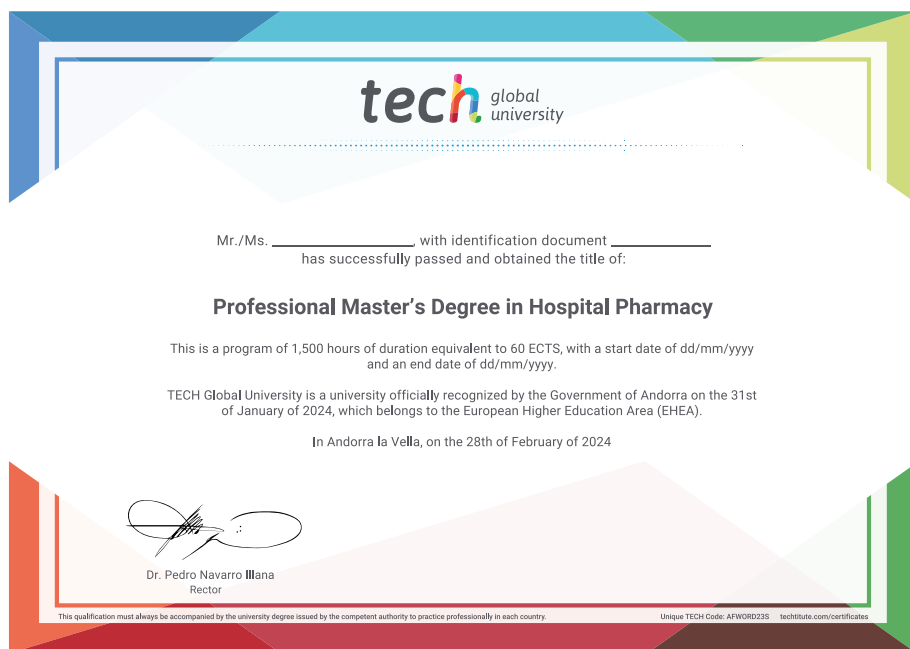 tech global
university
Mr./Ms. ____________________, with identification document ______________
has successfully passed and obtained the title of:
Professional Master’s Degree in Hospital Pharmacy
This is a program of 1,500 hours of duration equivalent to 60 ECTS, with a start date of dd/mm/yyyy
and an end date of dd/mm/yyyy.
TECH Global University is a university officially recognized by the Government of Andorra on the 31st
of January of 2024, which belongs to the European Higher Education Area (EHEA).
In Andorra la Vella, on the 28th of February of 2024
Dr. Pedro Navarro Illana
Rector
This qualification must always be accompanied by the university degree issued by the competent authority to practice professionally in each country.
Unique TECH Code: AFWORD23S techtitute.com/certificates